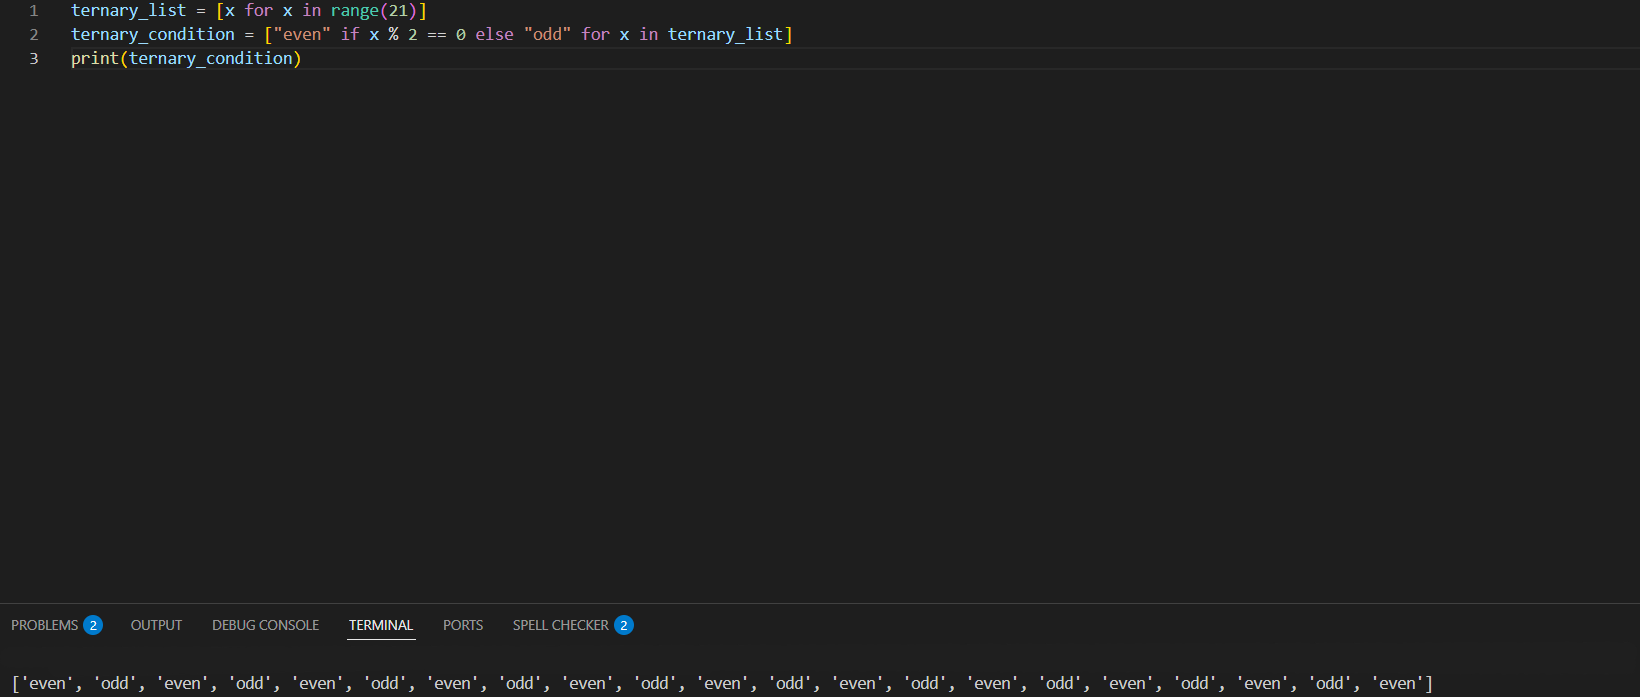 1 ternary_list = [x for x in range(21)]
2 ternary_condition = ["even" if x % 2 == 0 else "odd" for x in ternary_list]
3 print(ternary_condition)
PROBLEMS 2 OUTPUT DEBUG CONSOLE TERMINAL PORTS SPELL CHECKER 2
['even', 'odd', 'even', 'odd', 'even', 'odd', 'even', 'odd', 'even', 'odd', 'even', 'odd', 'even', 'odd', 'even', 'odd', 'even', 'odd', 'even', 'odd', 'even']